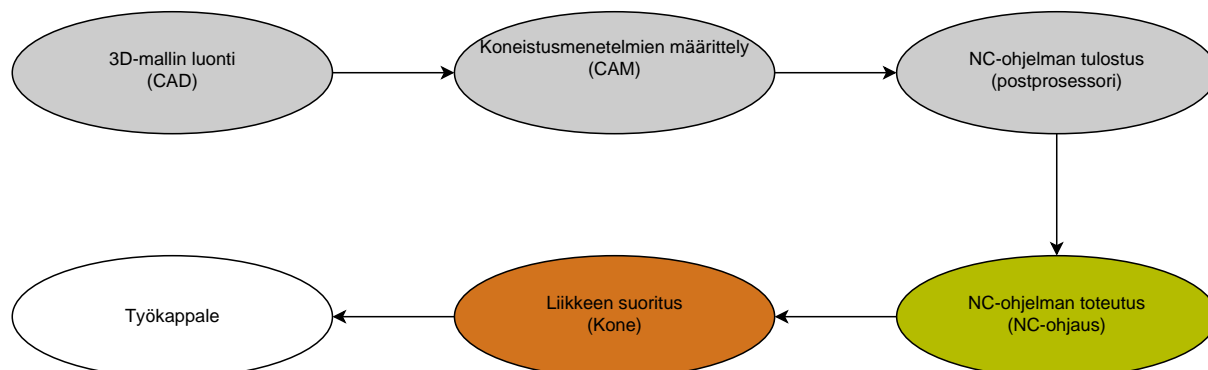 3D-mallin luonti
(CAD)
Koneistusmenetelmien määrittely
(CAM)
NC-ohjelman tulostus
(postprosessori)
Työkappale
Liikkeen suoritus
(Kone)
NC-ohjelman toteutus
(NC-ohjaus)